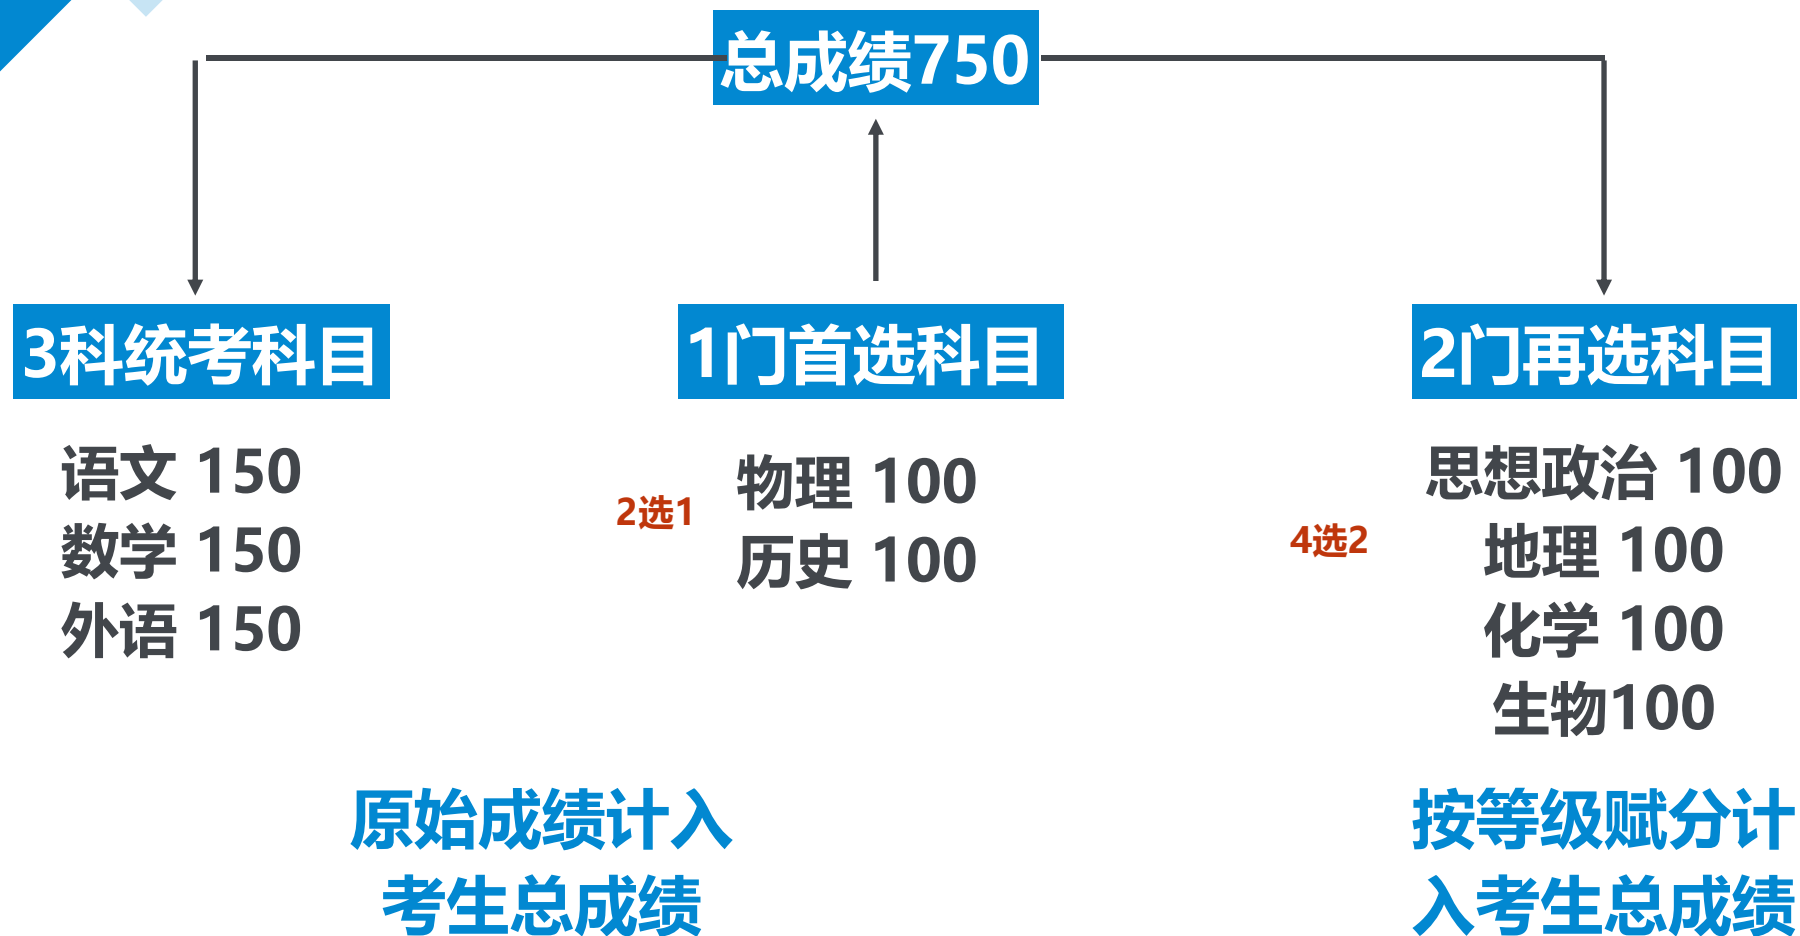 总成绩750
3科统考科目
语文 150
数学 150
外语 150
1门首选科目
2选1
物理 100
历史 100
2门再选科目
4选2
思想政治 100
地理 100
化学 100
生物100
原始成绩计入
考生总成绩
按等级赋分计
入考生总成绩